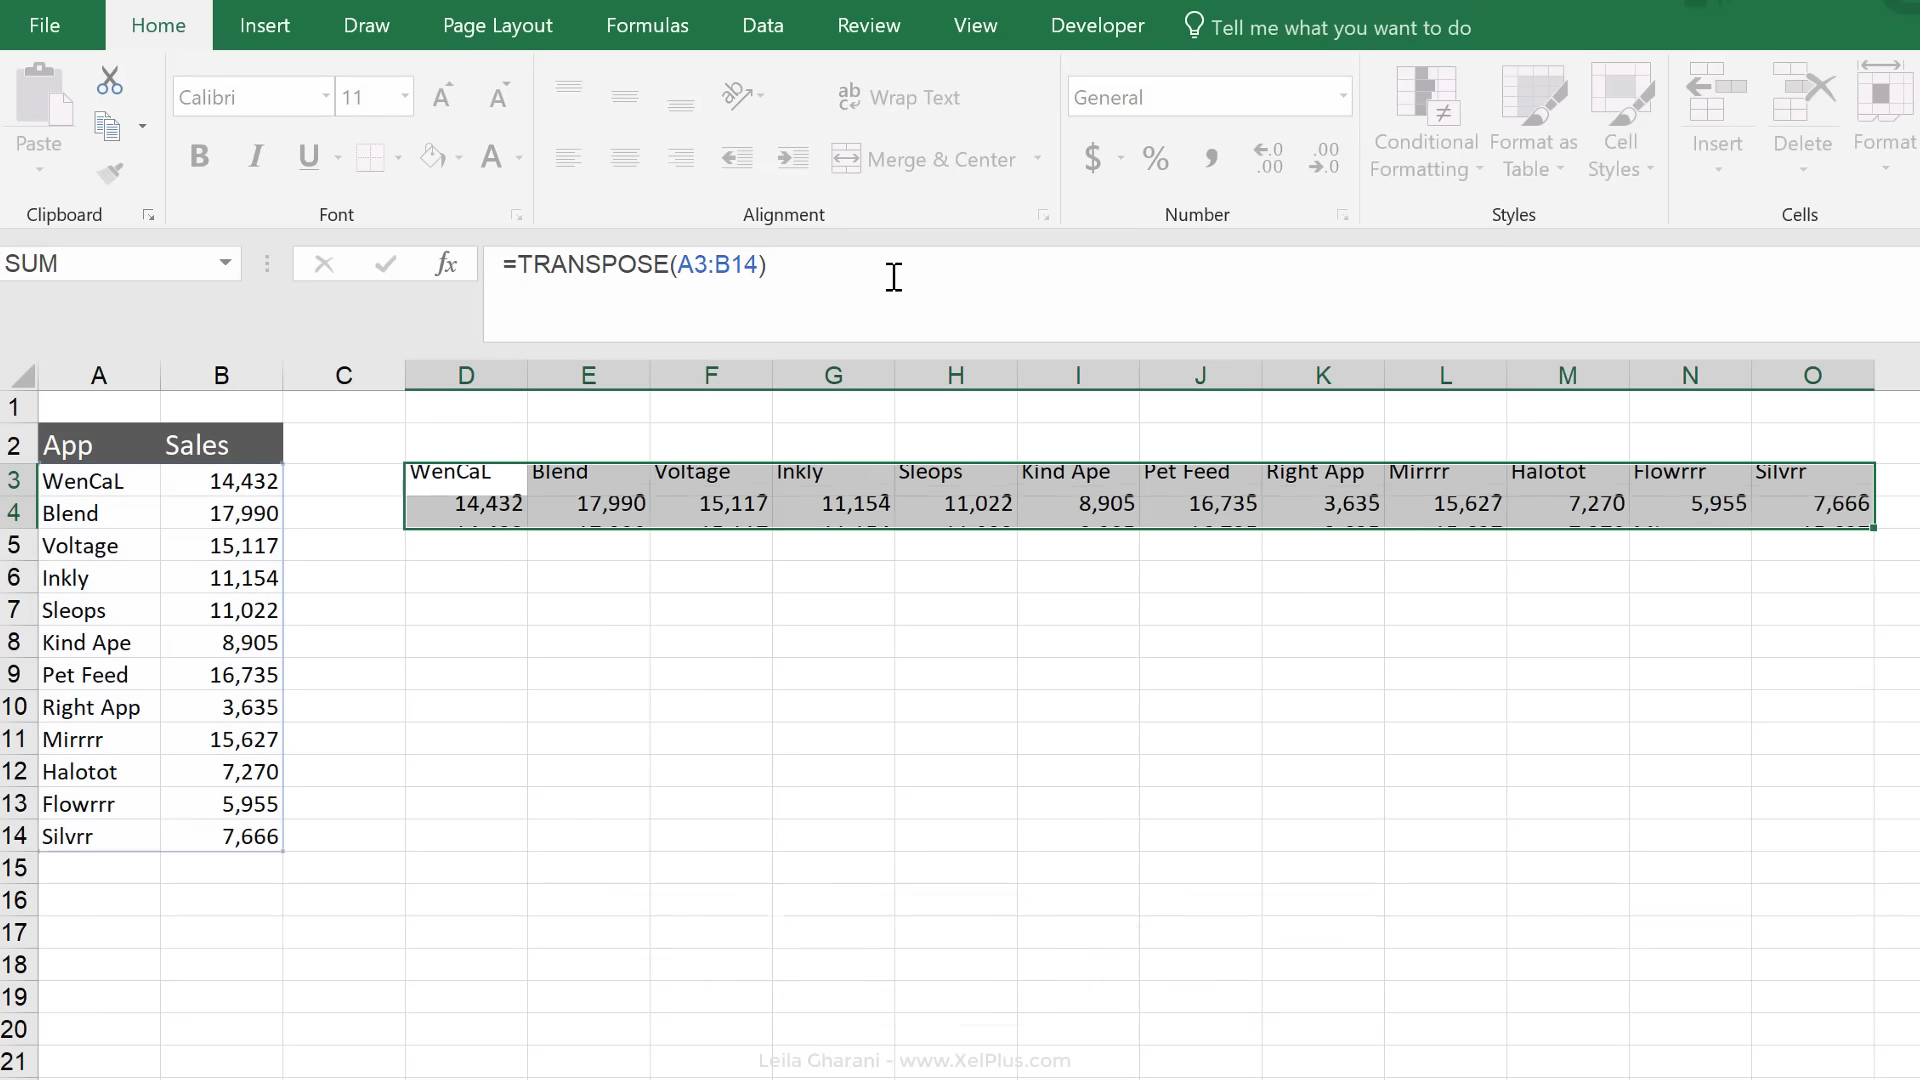 File Home Insert Draw Page Layout Formulas Data Review View Developer Tell me what you want to do
Paste Calibri 11 A A ab c Wrap Text General Conditional Formatting Format as Table Cell Styles Insert Delete Format
B I U A Merge & Center $ % , ←.0 .00 .00 →.0
Clipboard Font Alignment Number Styles Cells
SUM fx =TRANSPOSE(A3:B14)
A B C D E F G H I J K L M N O
1
2 App Sales
3 WenCaL 14,432 WenCaL Blend Voltage Inkly Sleops Kind Ape Pet Feed Right App Mirrrr Halotot Flowrrr Silvrr
4 Blend 17,990 14,432 17,990 15,117 11,154 11,022 8,905 16,735 3,635 15,627 7,270 5,955 7,666
5 Voltage 15,117
6 Inkly 11,154
7 Sleops 11,022
8 Kind Ape 8,905
9 Pet Feed 16,735
10 Right App 3,635
11 Mirrrr 15,627
12 Halotot 7,270
13 Flowrrr 5,955
14 Silvrr 7,666
15
16
17
18
19
20
21
Leila Gharani - www.XelPlus.com